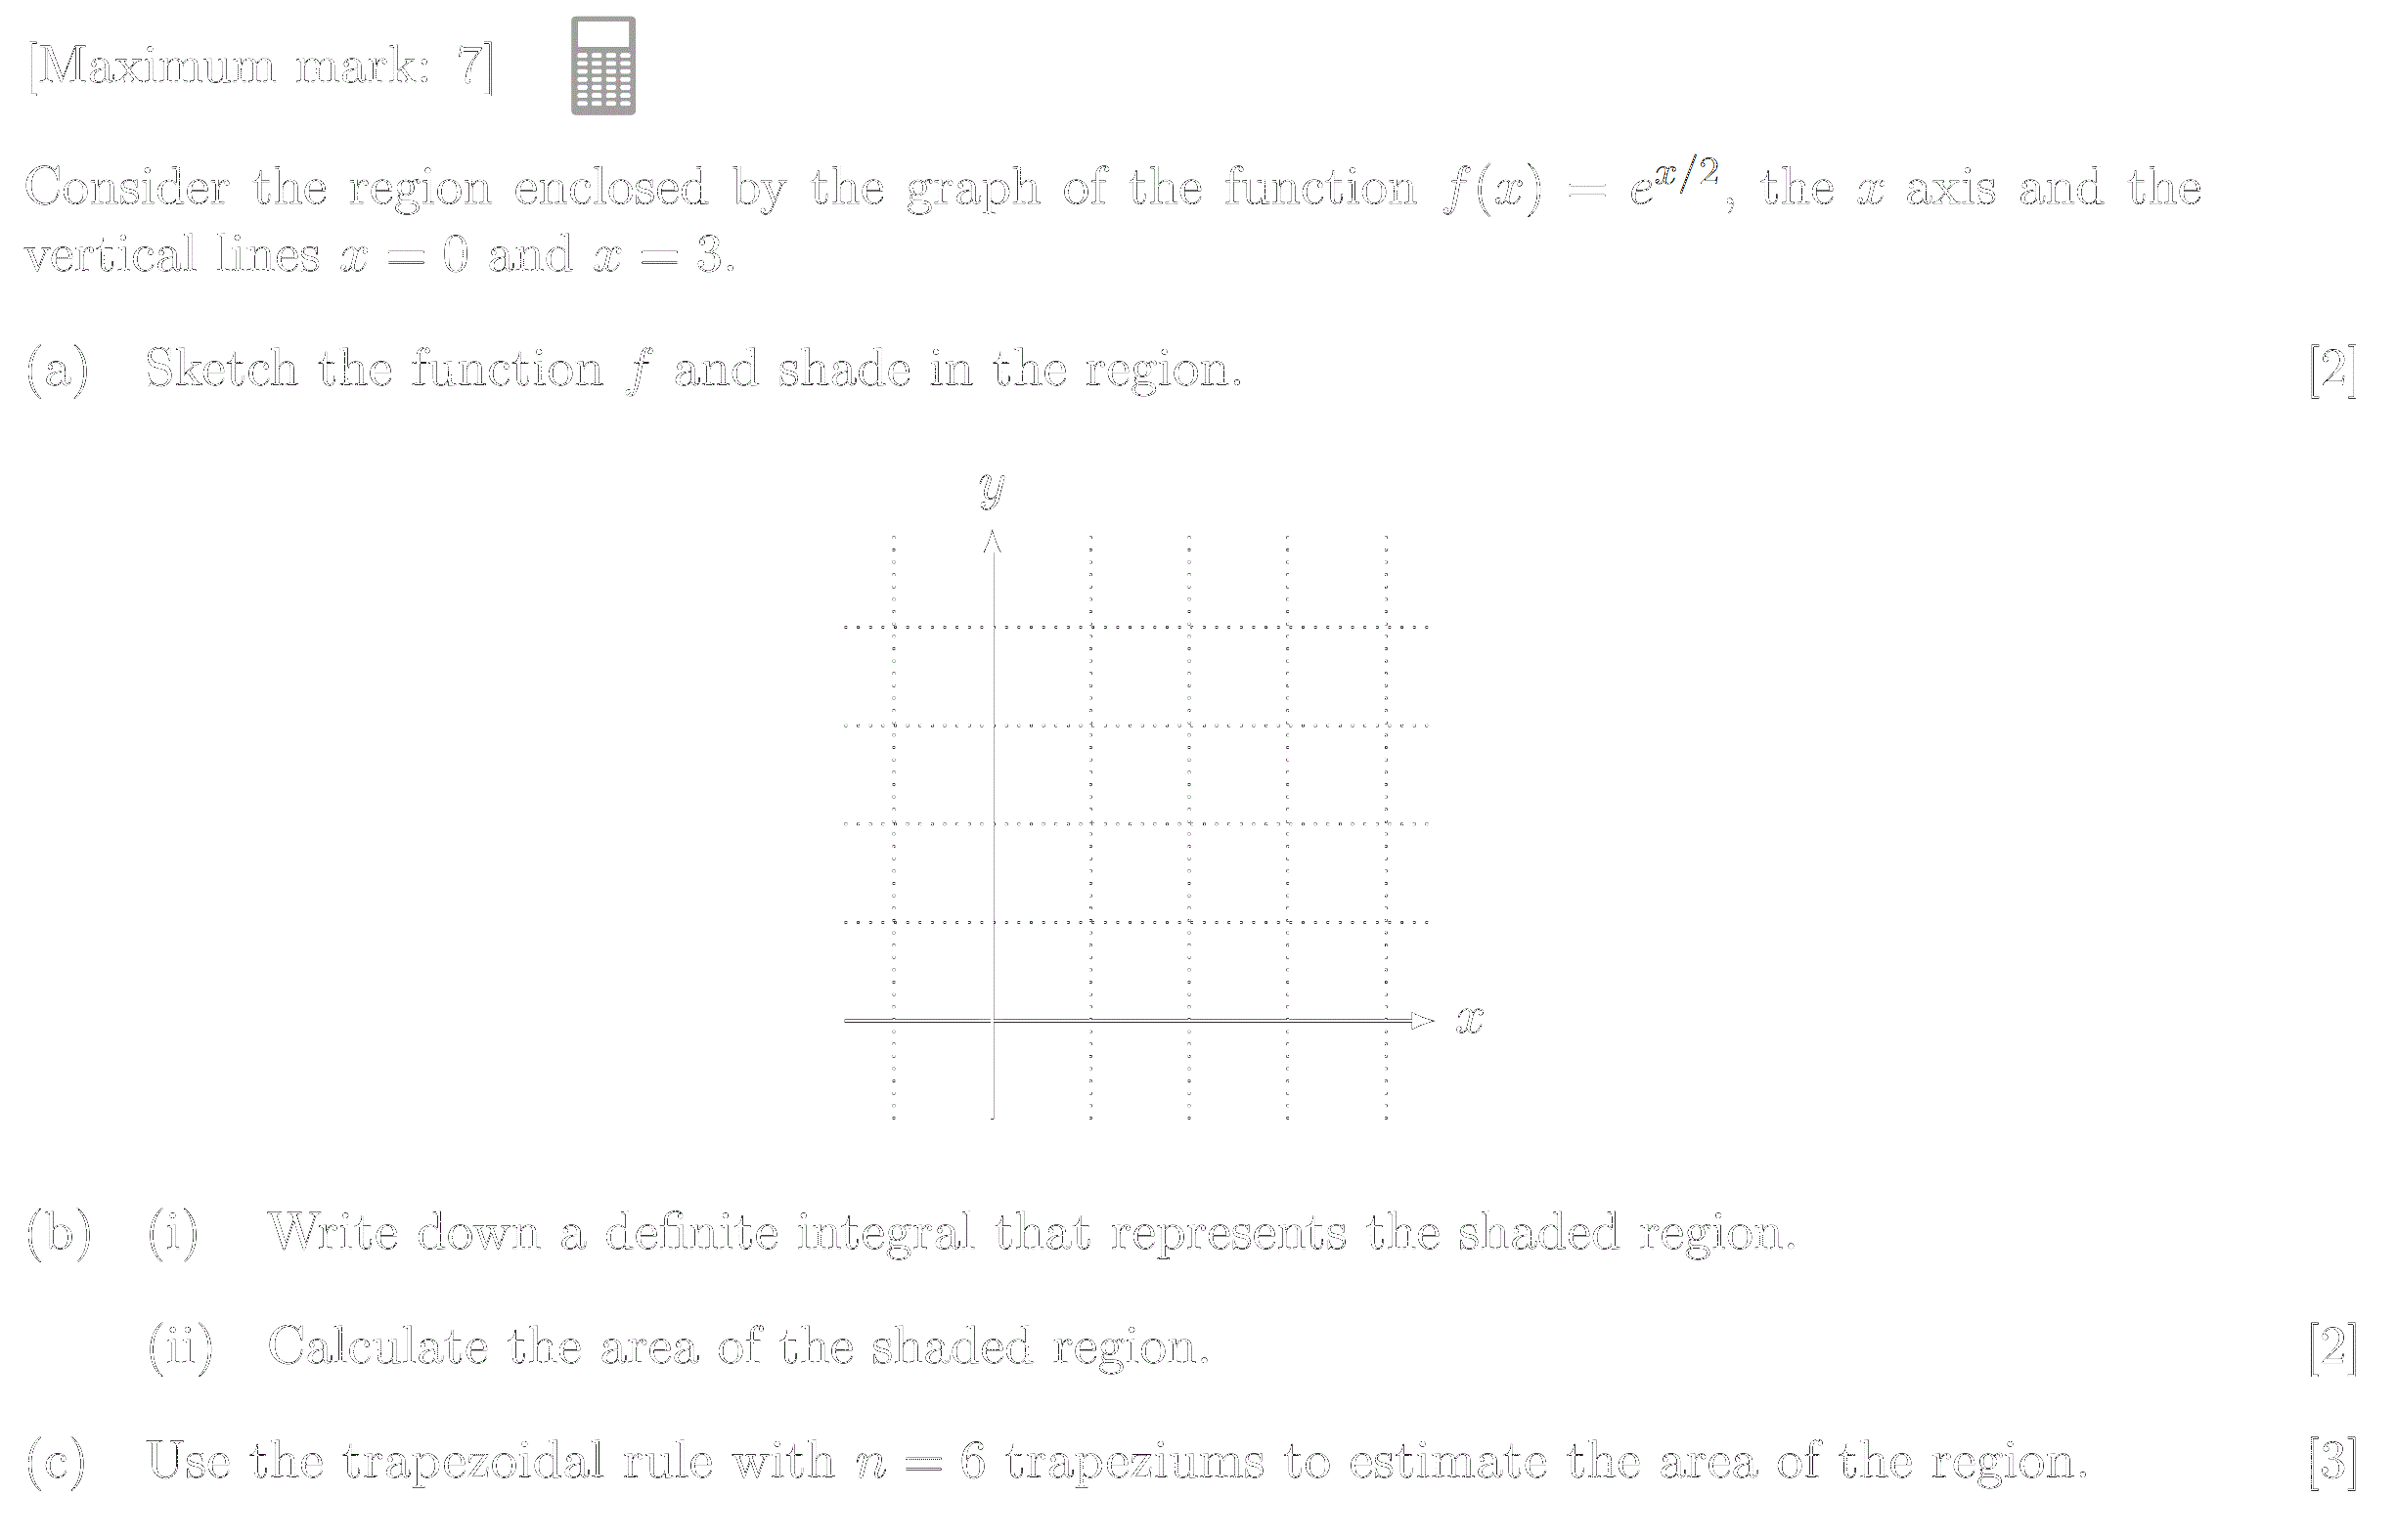 [Maximum mark: 7]
Consider the region enclosed by the graph of the function f(x) = e^{x/2}, the x axis and the
vertical lines x = 0 and x = 3.
(a) Sketch the function f and shade in the region. [2]
y
x
(b) (i) Write down a definite integral that represents the shaded region.
(ii) Calculate the area of the shaded region. [2]
(c) Use the trapezoidal rule with n = 6 trapeziums to estimate the area of the region. [3]